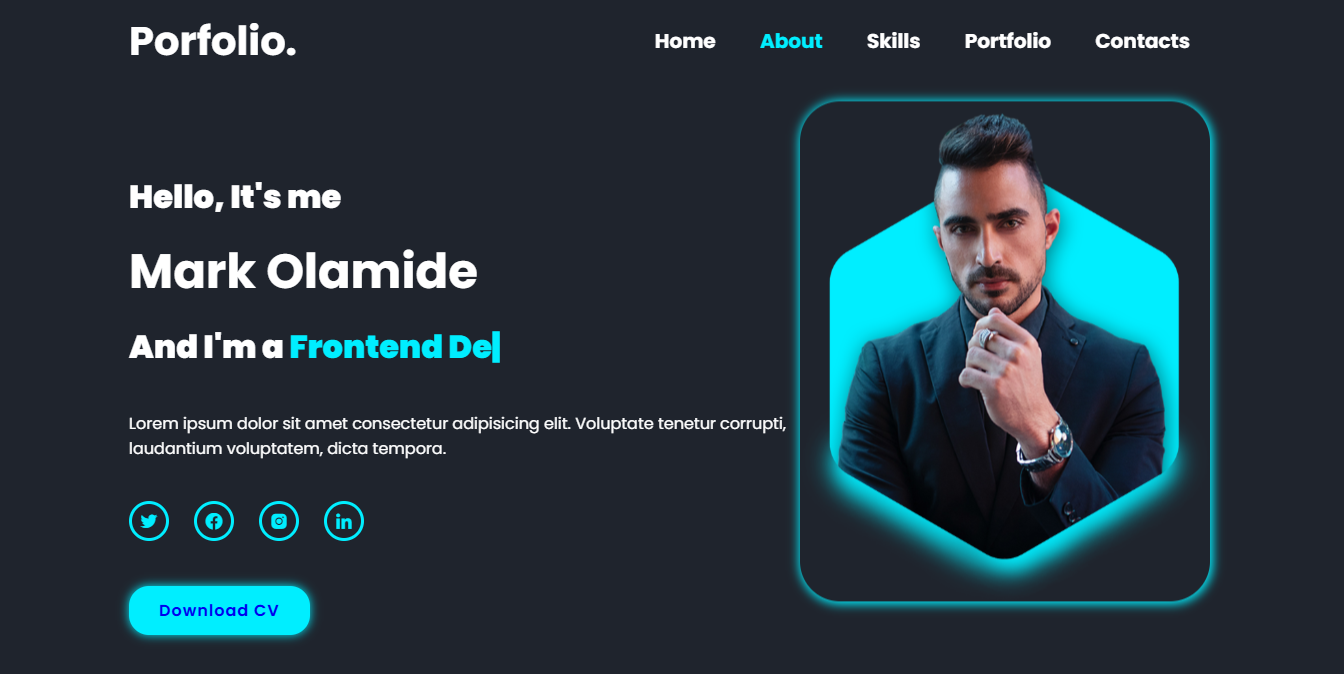 Porfolio.
Home About Skills Portfolio Contacts
Hello, It's me
Mark Olamide
And I'm a Frontend De
Lorem ipsum dolor sit amet consectetur adipisicing elit. Voluptate tenetur corrupti,
laudantium voluptatem, dicta tempora.
Download CV